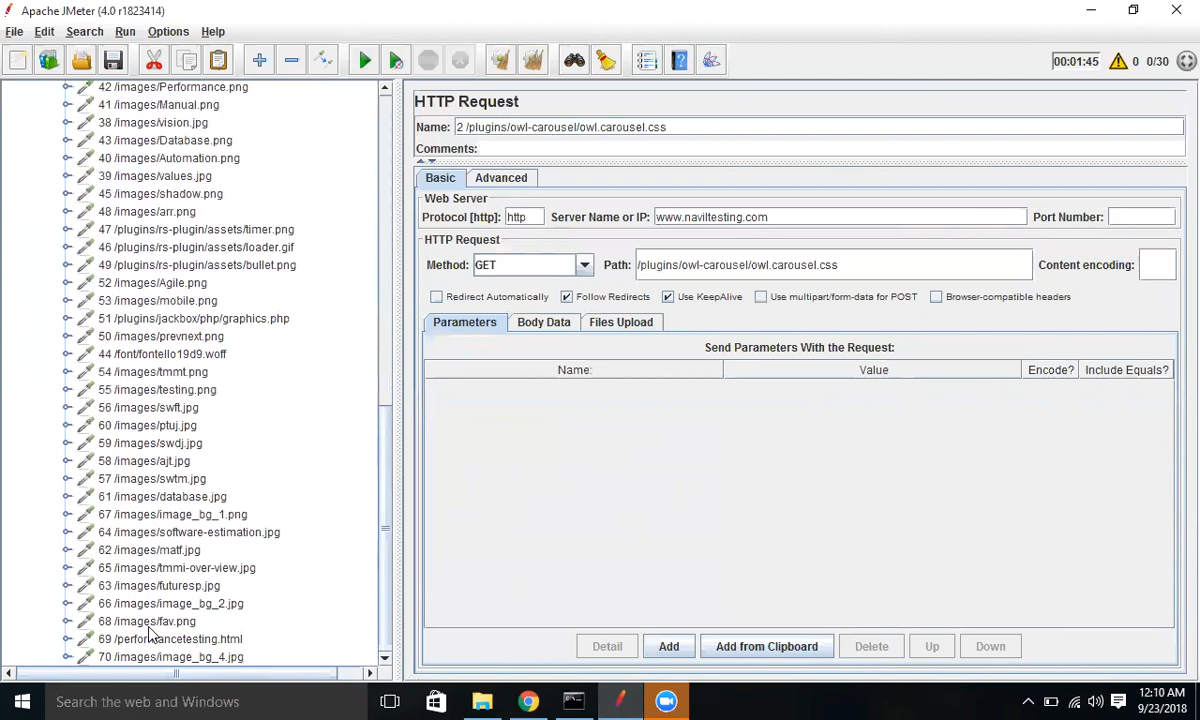 Apache JMeter (4.0 r1823414)
File Edit Search Run Options Help
00:01:45 0 0/30
42 /images/Performance.png
41 /images/Manual.png
38 /images/vision.jpg
43 /images/Database.png
40 /images/Automation.png
39 /images/values.jpg
45 /images/shadow.png
48 /images/arr.png
47 /plugins/rs-plugin/assets/timer.png
46 /plugins/rs-plugin/assets/loader.gif
49 /plugins/rs-plugin/assets/bullet.png
52 /images/Agile.png
53 /images/mobile.png
51 /plugins/jackbox/php/graphics.php
50 /images/prevnext.png
44 /font/fontello19d9.woff
54 /images/tmmt.png
55 /images/testing.png
56 /images/swft.jpg
60 /images/ptuj.jpg
59 /images/swdj.jpg
58 /images/ajt.jpg
57 /images/swtm.jpg
61 /images/database.jpg
67 /images/image_bg_1.png
64 /images/software-estimation.jpg
62 /images/matf.jpg
65 /images/tmmi-over-view.jpg
63 /images/futuresp.jpg
66 /images/image_bg_2.jpg
68 /images/fav.png
69 /performancetesting.html
70 /images/image_bg_4.jpg
HTTP Request
Name: 2 /plugins/owl-carousel/owl.carousel.css
Comments:
Basic Advanced
Web Server
Protocol [http]: http Server Name or IP: www.naviltesting.com Port Number:
HTTP Request
Method: GET Path: /plugins/owl-carousel/owl.carousel.css Content encoding:
Redirect Automatically Follow Redirects Use KeepAlive Use multipart/form-data for POST Browser-compatible headers
Parameters Body Data Files Upload
Send Parameters With the Request:
Name: Value Encode? Include Equals?
Detail Add Add from Clipboard Delete Up Down
Search the web and Windows
12:10 AM
9/23/2018